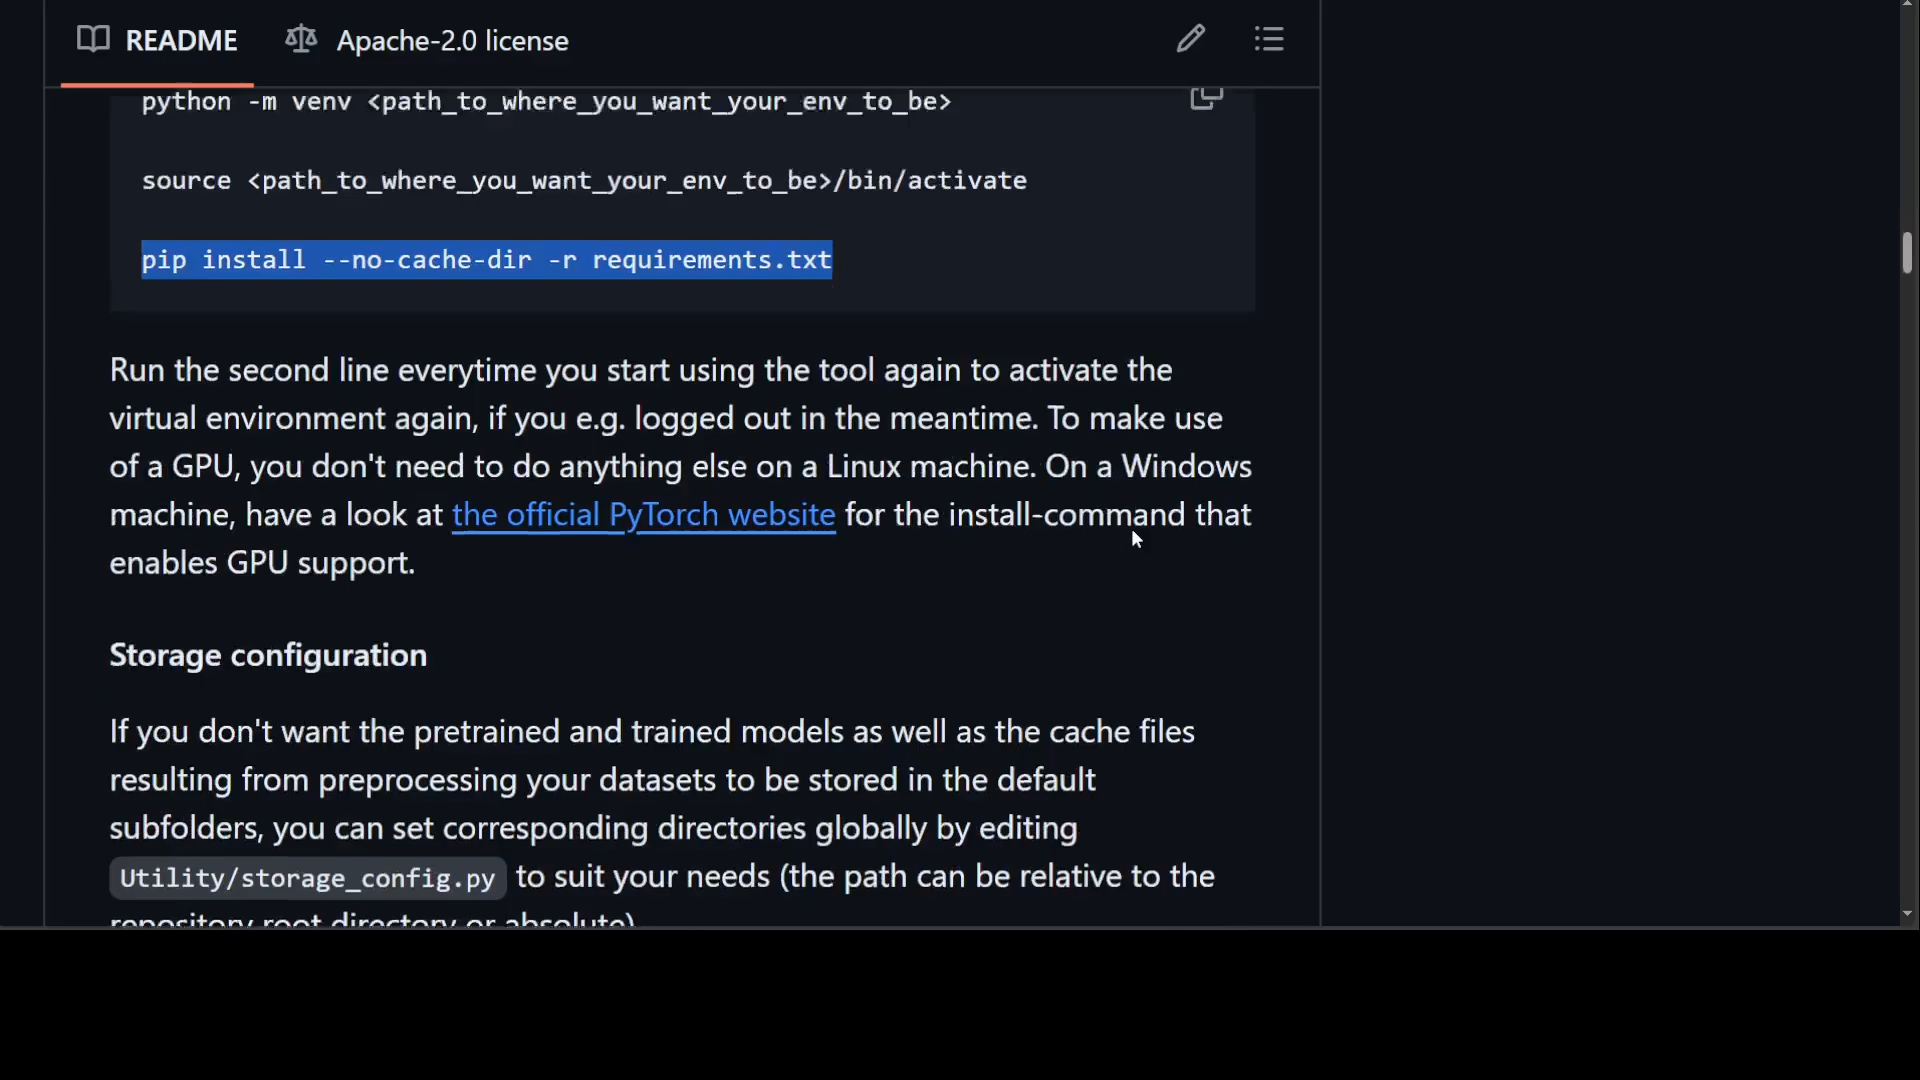 README
Apache-2.0 license
python -m venv <path_to_where_you_want_your_env_to_be>
source <path_to_where_you_want_your_env_to_be>/bin/activate
pip install --no-cache-dir -r requirements.txt
Run the second line everytime you start using the tool again to activate the
virtual environment again, if you e.g. logged out in the meantime. To make use
of a GPU, you don't need to do anything else on a Linux machine. On a Windows
machine, have a look at the official PyTorch website for the install-command that
enables GPU support.
Storage configuration
If you don't want the pretrained and trained models as well as the cache files
resulting from preprocessing your datasets to be stored in the default
subfolders, you can set corresponding directories globally by editing
Utility/storage_config.py to suit your needs (the path can be relative to the
repository root directory or absolute)